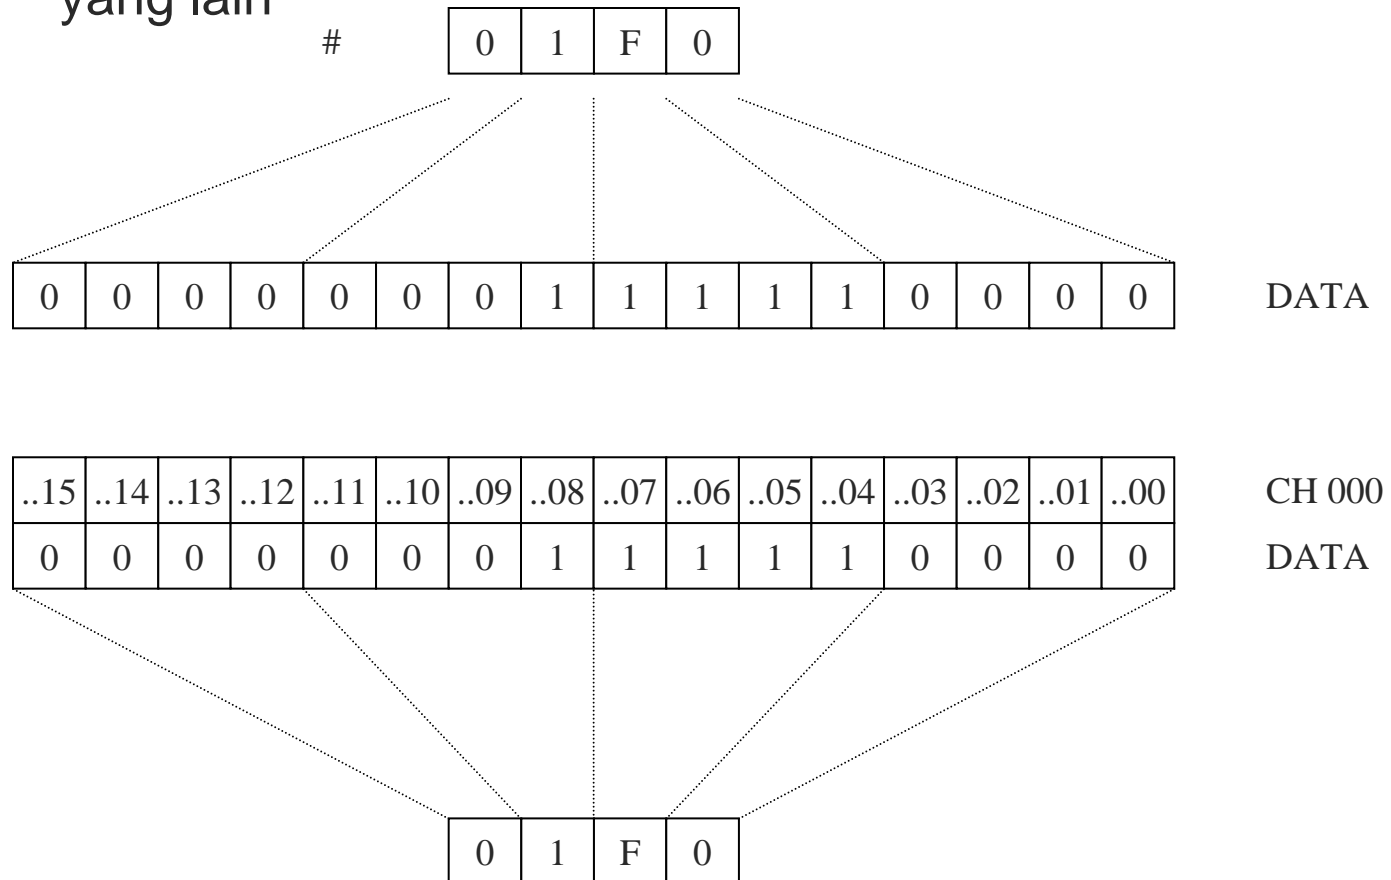 yang lain
# 0 1 F 0
0 0 0 0 0 0 0 1 1 1 1 1 0 0 0 0 DATA
..15 ..14 ..13 ..12 ..11 ..10 ..09 ..08 ..07 ..06 ..05 ..04 ..03 ..02 ..01 ..00 CH 000
0 0 0 0 0 0 0 1 1 1 1 1 0 0 0 0 DATA
0 1 F 0